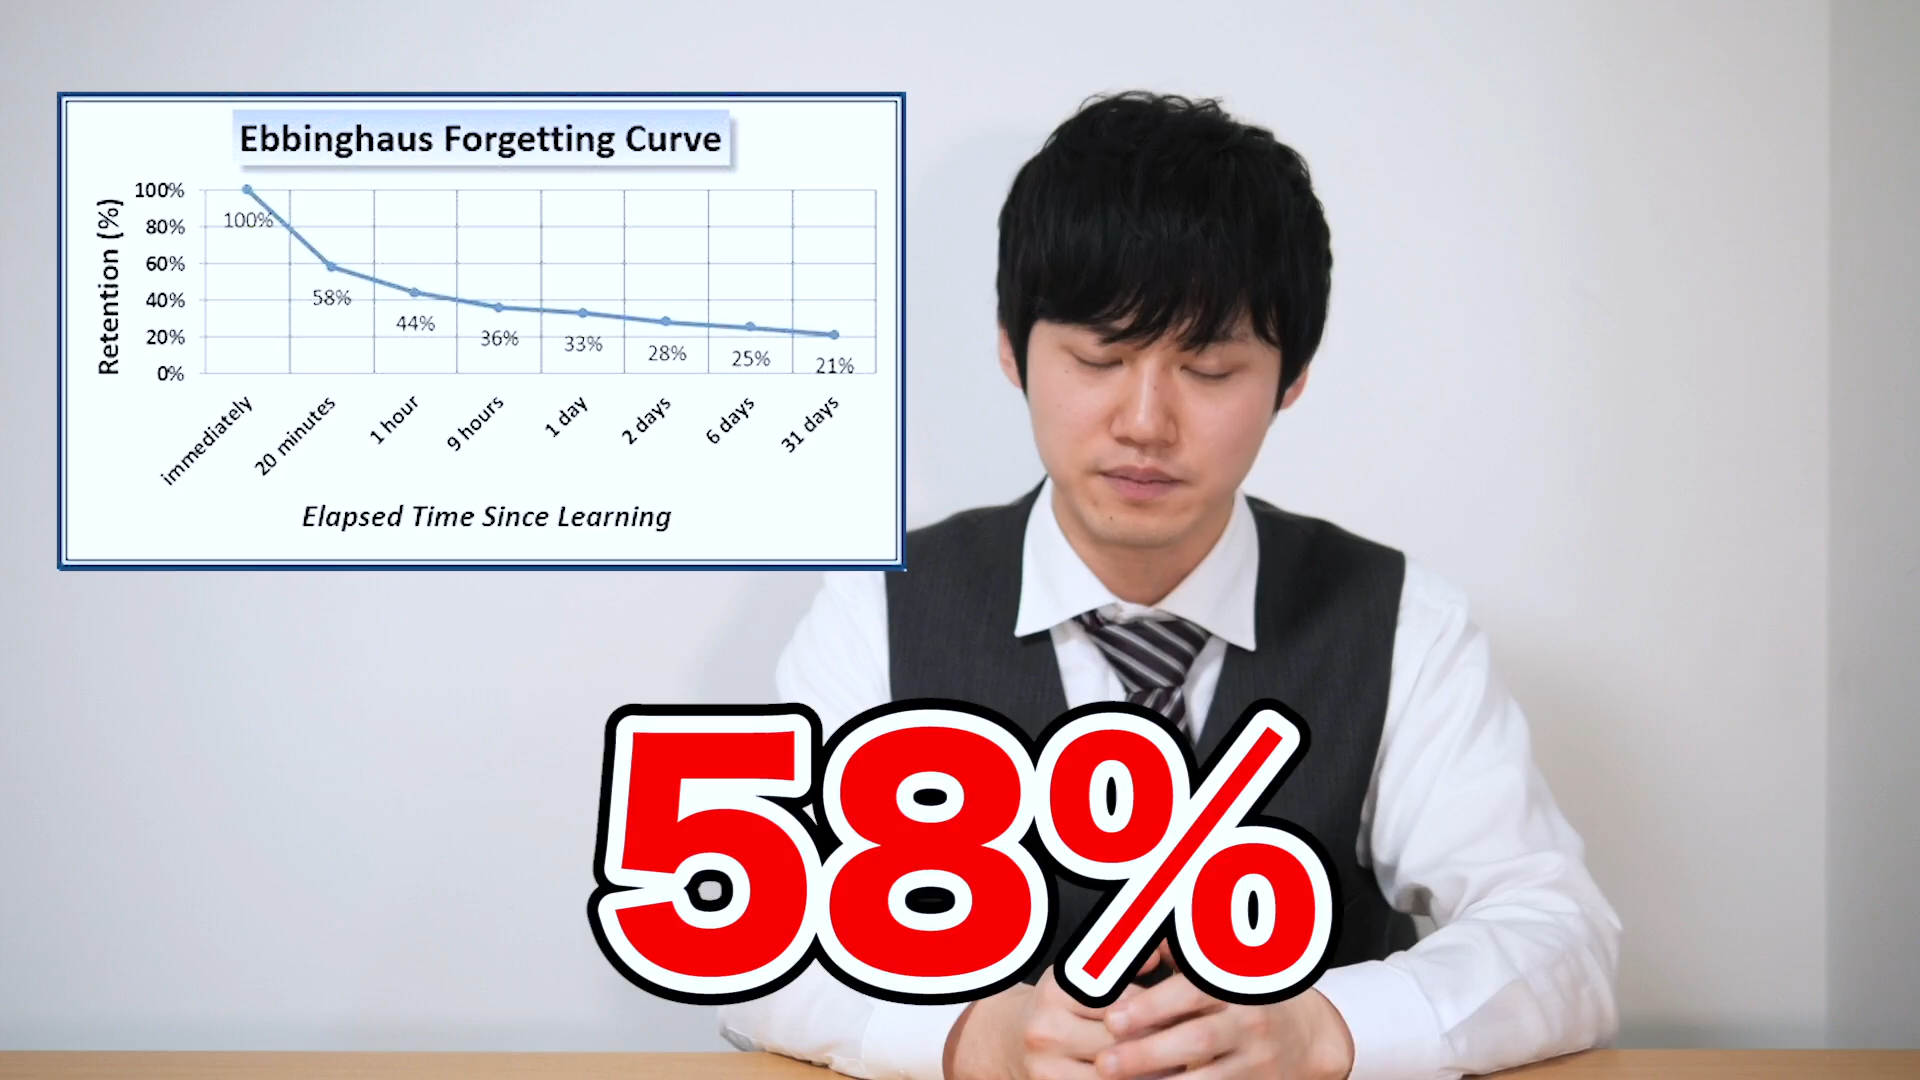 Ebbinghaus Forgetting Curve
Retention (%)
100%
80%
60%
40%
20%
0%
100%
58%
44%
36%
33%
28%
25%
21%
immediately
20 minutes
1 hour
9 hours
1 day
2 days
6 days
31 days
Elapsed Time Since Learning
58%